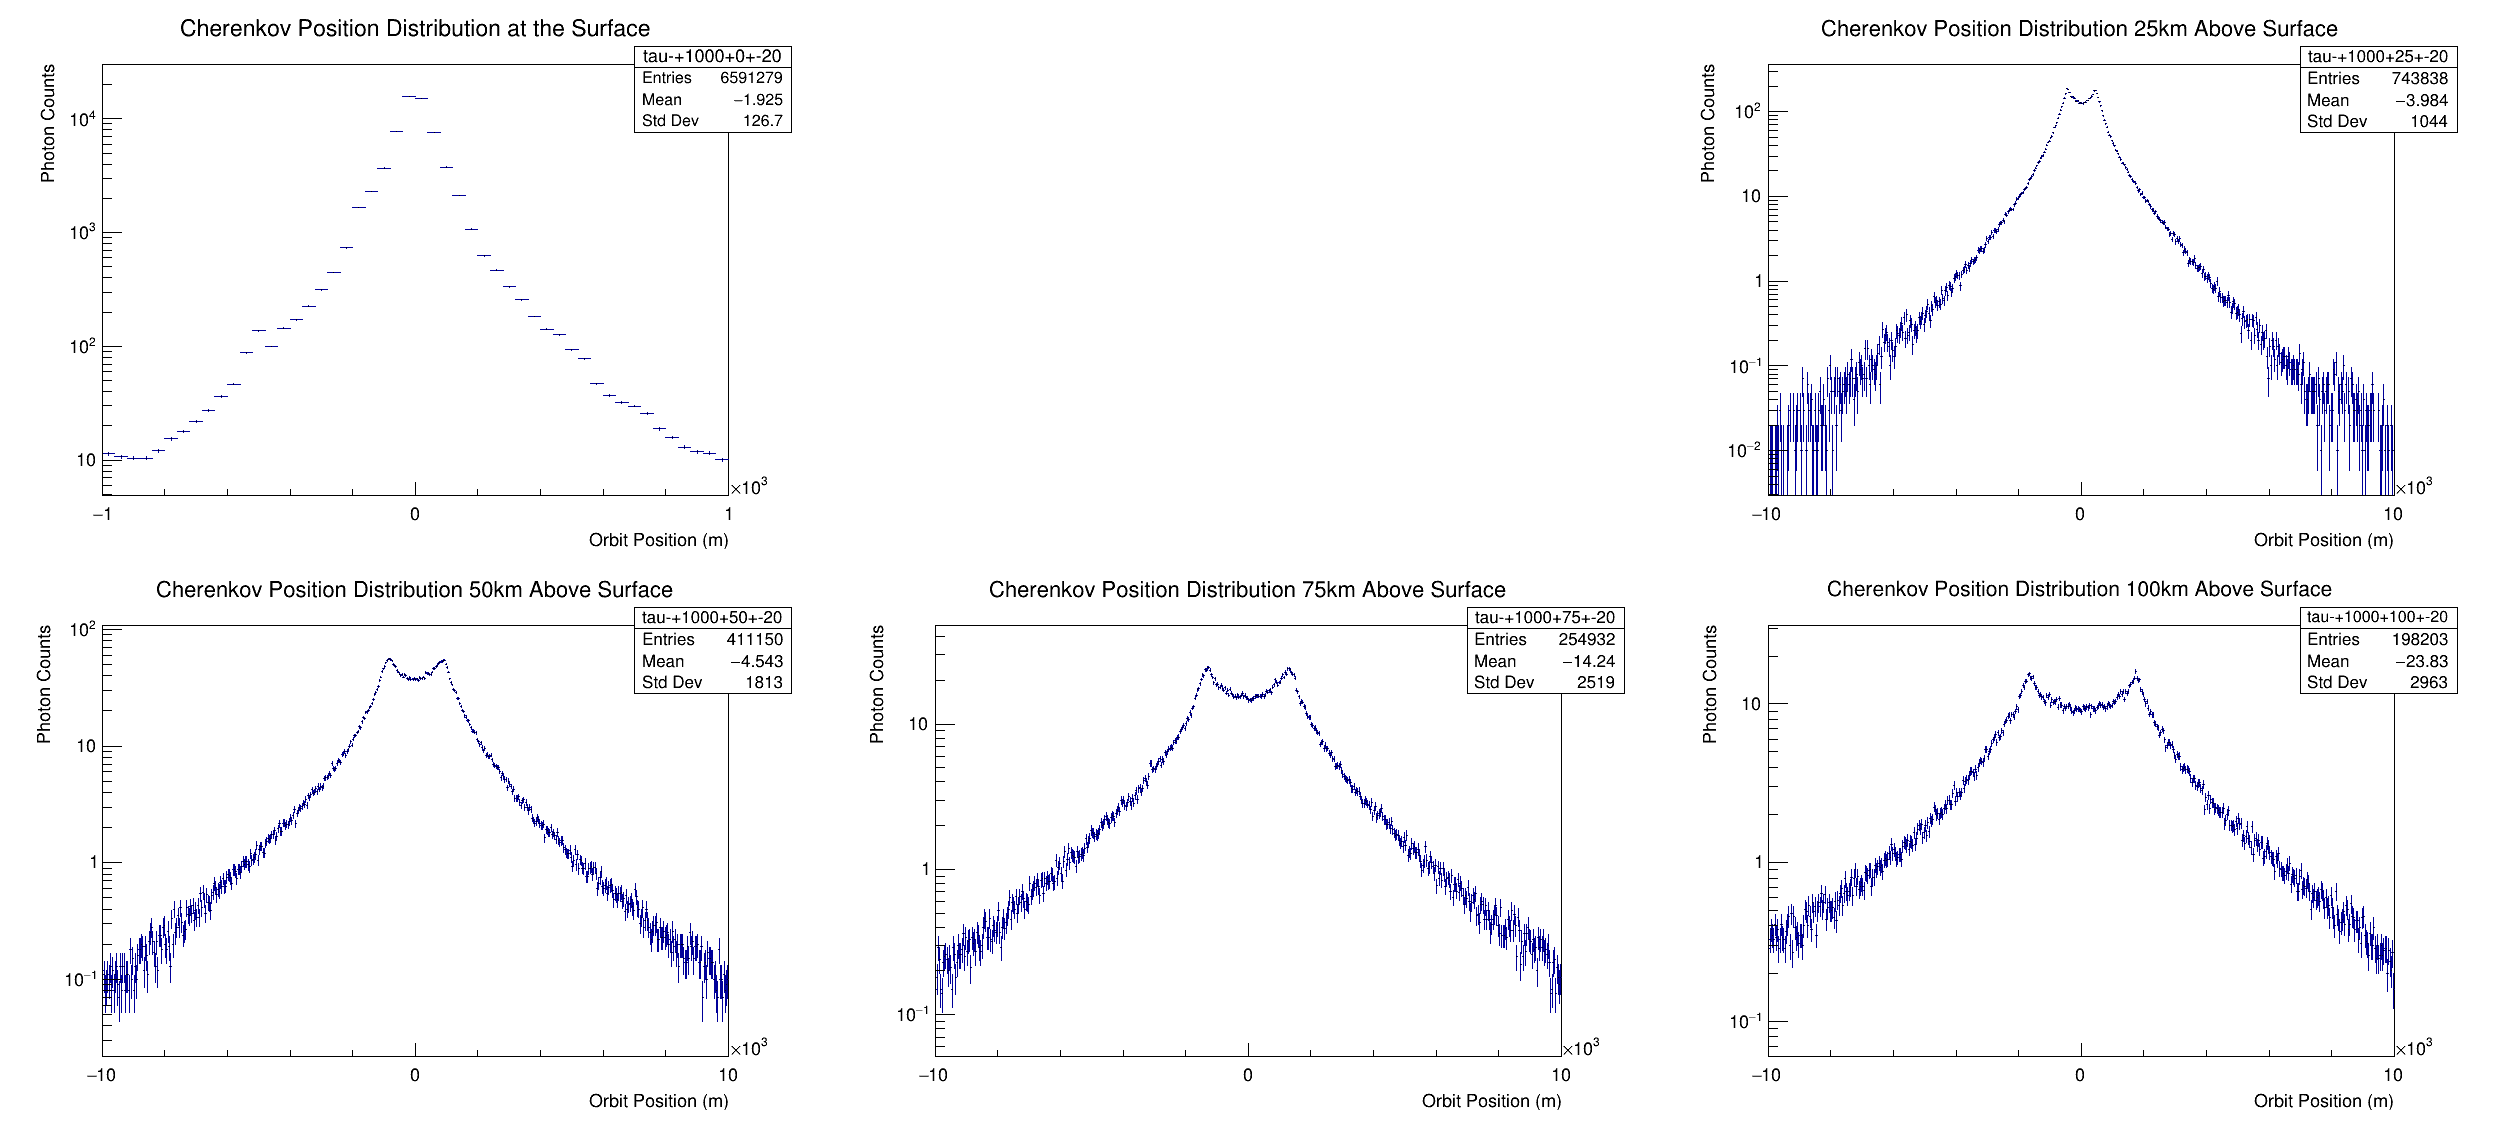 Cherenkov Position Distribution at the Surface
tau-+1000+0+-20
Entries 6591279
Mean −1.925
Std Dev 126.7
Photon Counts
10⁴
10³
10²
10
−1 0 1
×10³
Orbit Position (m)
Cherenkov Position Distribution 25km Above Surface
tau-+1000+25+-20
Entries 743838
Mean −3.984
Std Dev 1044
Photon Counts
10²
10
1
10⁻¹
10⁻²
−10 0 10
×10³
Orbit Position (m)
Cherenkov Position Distribution 50km Above Surface
tau-+1000+50+-20
Entries 411150
Mean −4.543
Std Dev 1813
Photon Counts
10²
10
1
10⁻¹
−10 0 10
×10³
Orbit Position (m)
Cherenkov Position Distribution 75km Above Surface
tau-+1000+75+-20
Entries 254932
Mean −14.24
Std Dev 2519
Photon Counts
10
1
10⁻¹
−10 0 10
×10³
Orbit Position (m)
Cherenkov Position Distribution 100km Above Surface
tau-+1000+100+-20
Entries 198203
Mean −23.83
Std Dev 2963
Photon Counts
10
1
10⁻¹
−10 0 10
×10³
Orbit Position (m)